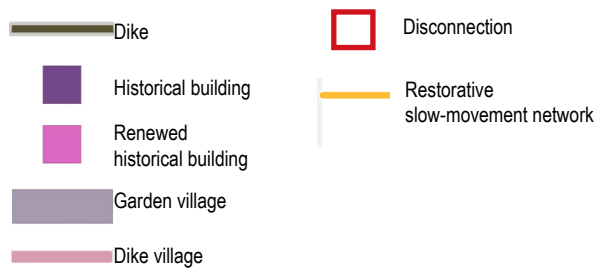 Dike
Historical building
Renewed
historical building
Garden village
Dike village
Disconnection
Restorative
slow-movement network